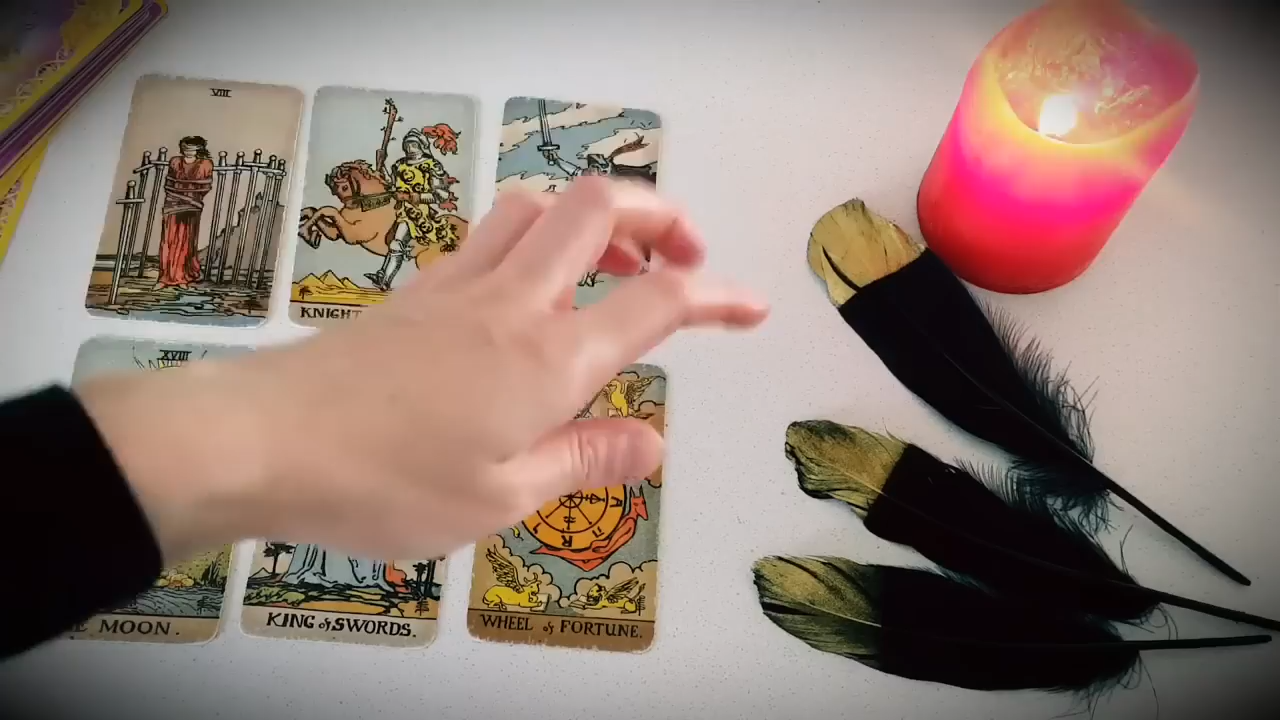 VIII
KNIGHT
XVIII
MOON.
KING of SWORDS.
WHEEL of FORTUNE.